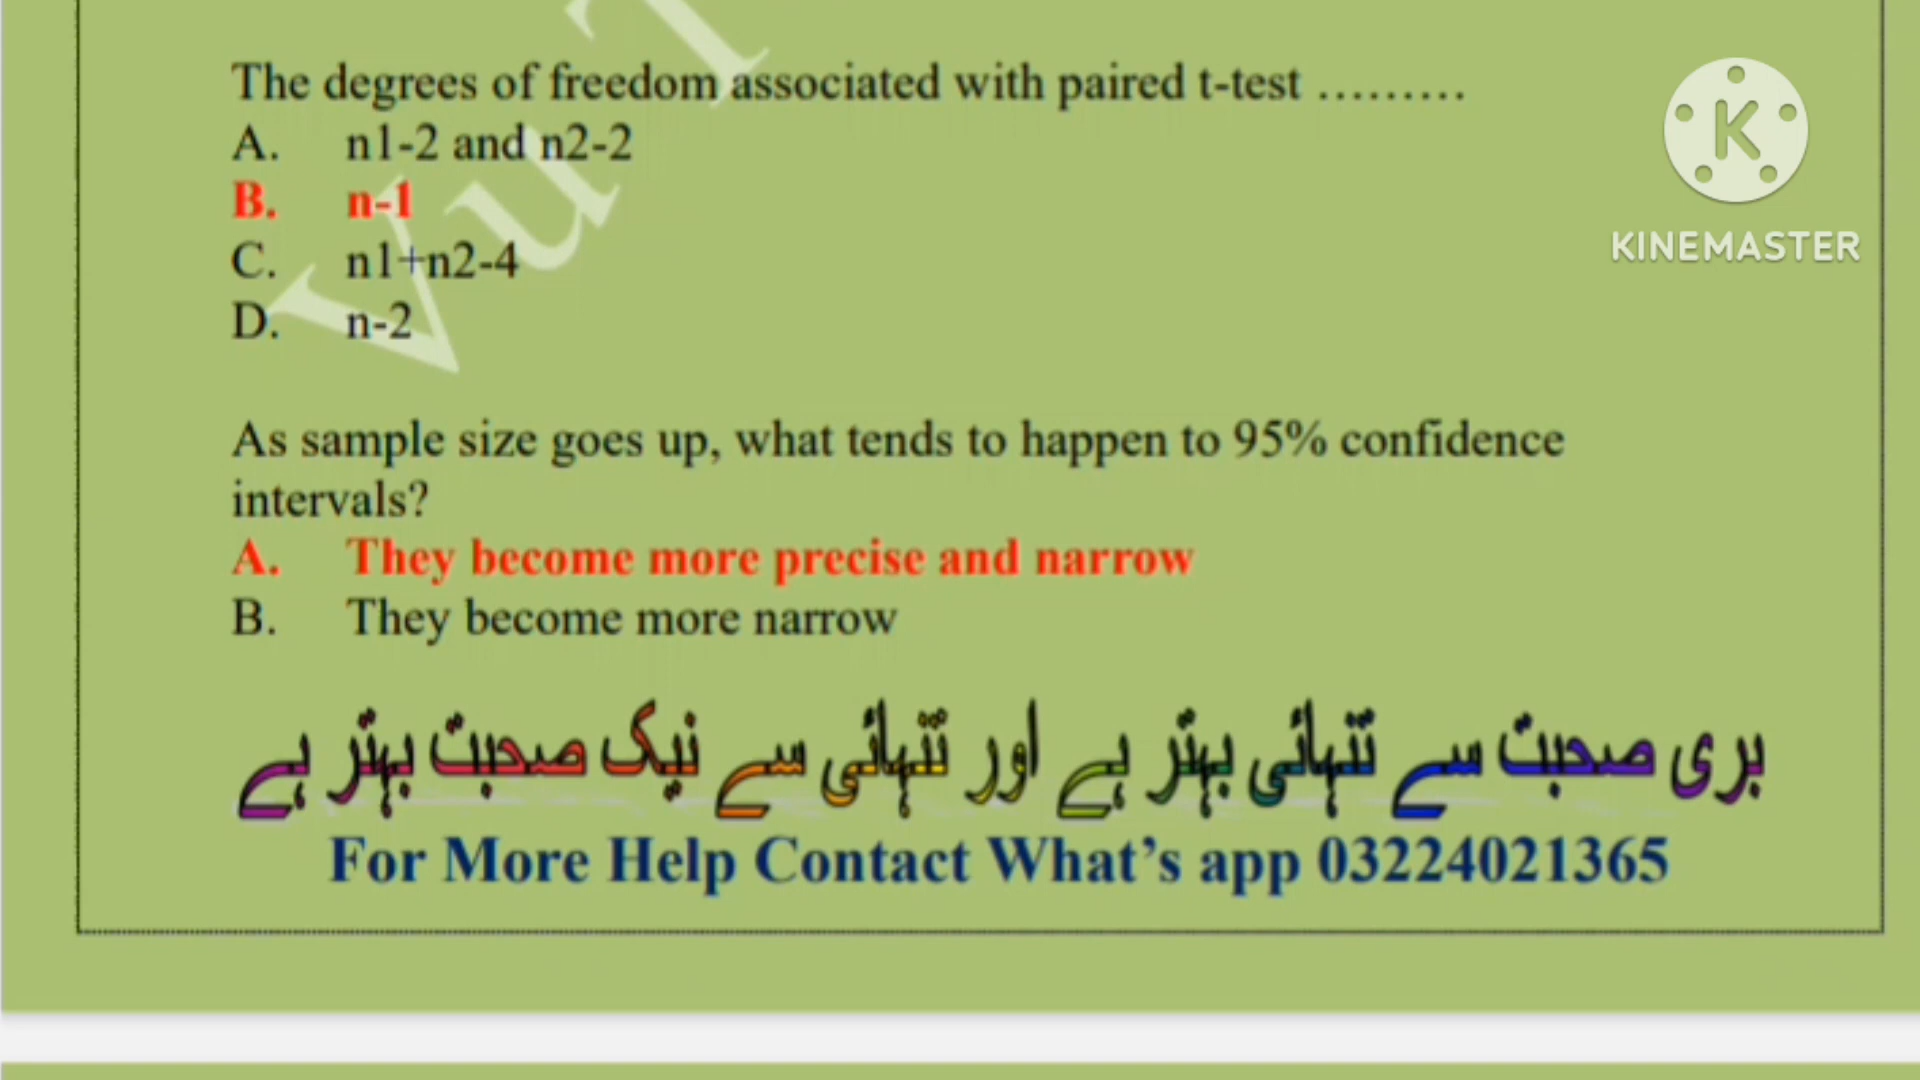 The degrees of freedom associated with paired t-test .........
A. n1-2 and n2-2
B. n-1
C. n1+n2-4
D. n-2
K
KINEMASTER
As sample size goes up, what tends to happen to 95% confidence
intervals?
A. They become more precise and narrow
B. They become more narrow
بری صحبت سے تنہائی بہتر ہے اور تنہائی سے نیک صحبت بہتر ہے
For More Help Contact What’s app 03224021365